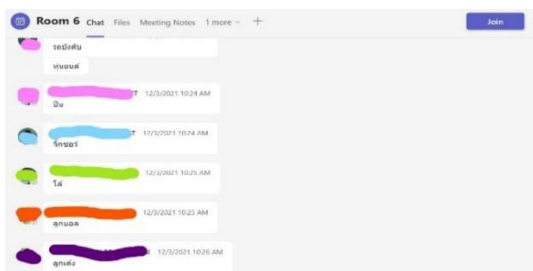 Room 6 Chat Files Meeting Notes 1 more Join
รถบังคับ
หุ่นยนต์
T 12/3/2021 10:24 AM
ปืน
T 12/3/2021 10:24 AM
จิ๊กซอว์
12/3/2021 10:25 AM
โล่
12/3/2021 10:25 AM
ลูกบอล
12/3/2021 10:26 AM
ลูกเด้ง